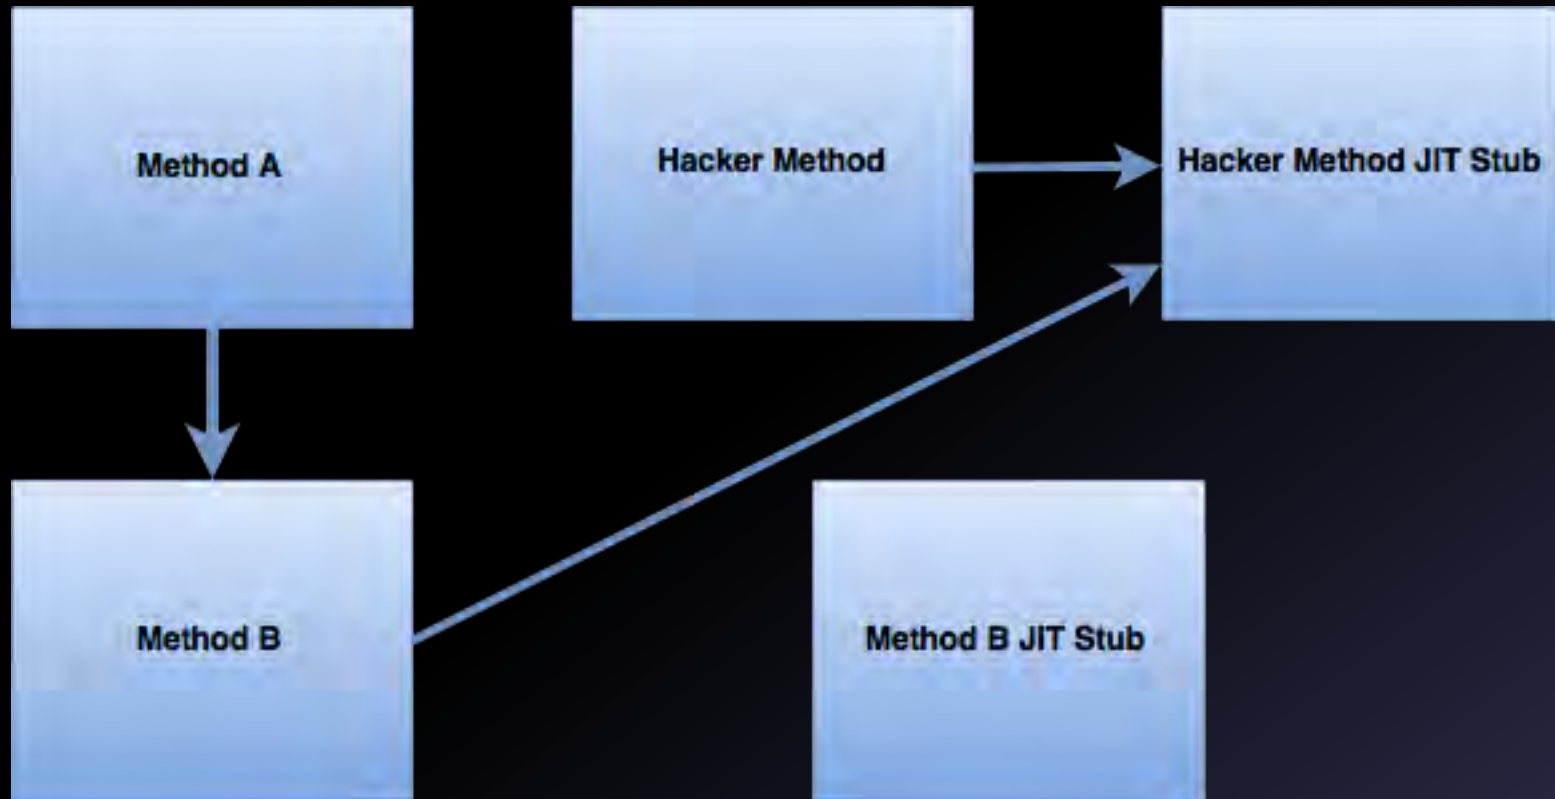 Method A
Hacker Method
Hacker Method JIT Stub
Method B
Method B JIT Stub